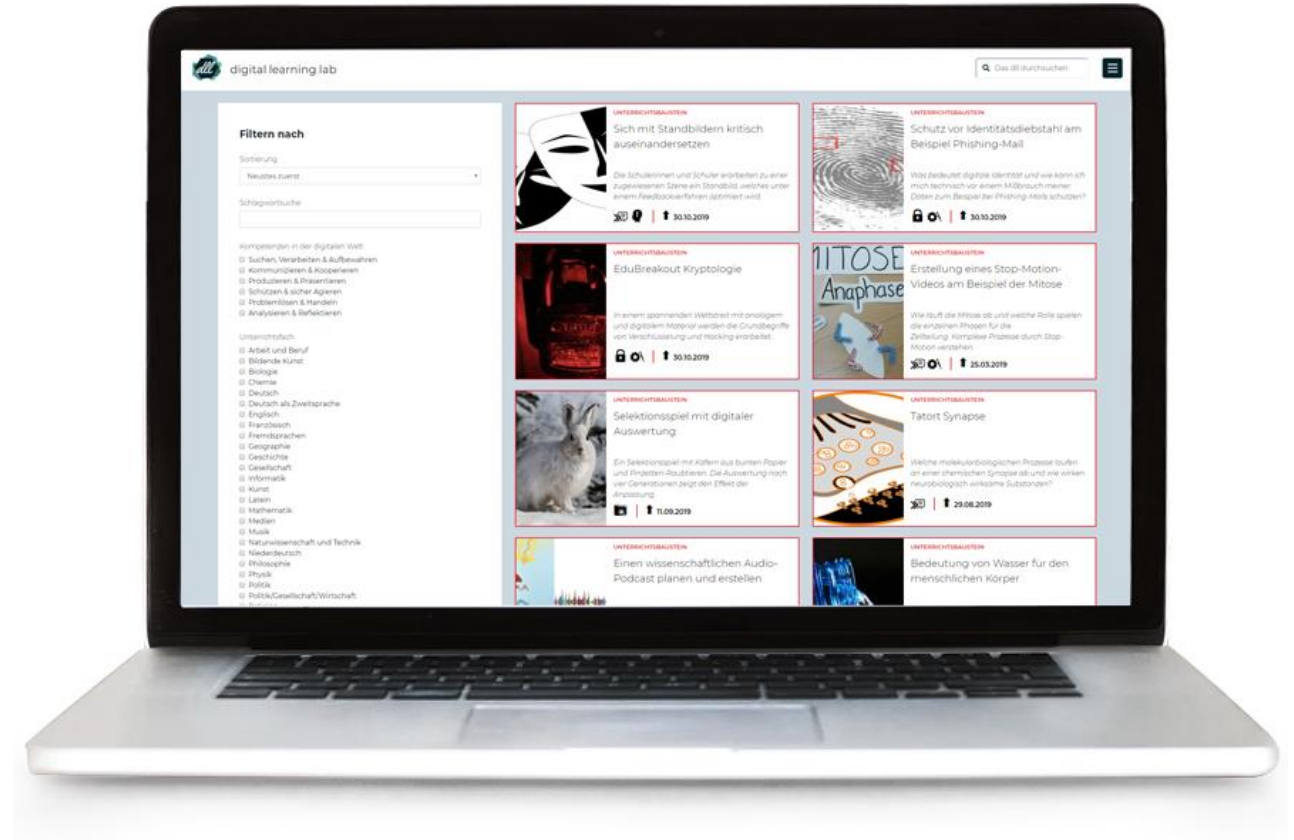 dll
digital learning lab
Das dll durchsuchen
Filtern nach
Sortierung
Neustes zuerst
Schlagwortsuche
Kompetenzen in der digitalen Welt
Suchen, Verarbeiten & Aufbewahren
Kommunizieren & Kooperieren
Produzieren & Präsentieren
Schützen & sicher Agieren
Problemlösen & Handeln
Analysieren & Reflektieren
Unterrichtsfach
Arbeit und Beruf
Bildende Kunst
Biologie
Chemie
Deutsch
Deutsch als Zweitsprache
Englisch
Französisch
Fremdsprachen
Geographie
Geschichte
Gesellschaft
Informatik
Kunst
Latein
Mathematik
Medien
Musik
Naturwissenschaft und Technik
Niederdeutsch
Philosophie
Physik
Politik
Politik/Gesellschaft/Wirtschaft
UNTERRICHTSBAUSTEIN
Sich mit Standbildern kritisch
auseinandersetzen
Die Schülerinnen und Schüler erarbeiten zu einer
zugewiesenen Szene ein Standbild, welches unter
einem Feedbackverfahren optimiert wird.
30.10.2019
UNTERRICHTSBAUSTEIN
Schutz vor Identitätsdiebstahl am
Beispiel Phishing-Mail
Was bedeutet digitale Identität und wie kann ich
mich technisch vor einem Mißbrauch meiner
Daten zum Beispiel bei Phishing-Mails schützen?
30.10.2019
UNTERRICHTSBAUSTEIN
EduBreakout Kryptologie
In einem spannenden Wettstreit mit analogem
und digitalem Material werden die Grundbegriffe
von Verschlüsselung und Hacking erarbeitet.
30.10.2019
MITOSE
Anaphase
UNTERRICHTSBAUSTEIN
Erstellung eines Stop-Motion-
Videos am Beispiel der Mitose
Wie läuft die Mitose ab und welche Rolle spielen
die einzelnen Phasen für die
Zellteilung. Komplexe Prozesse durch Stop-
Motion verstehen.
25.03.2019
UNTERRICHTSBAUSTEIN
Selektionsspiel mit digitaler
Auswertung
Ein Selektionsspiel mit Käfern aus bunten Papier
und Pinzetten-Raubtieren. Die Auswertung nach
vier Generationen zeigt den Effekt der
Anpassung.
11.09.2019
UNTERRICHTSBAUSTEIN
Tatort Synapse
Welche molekularbiologischen Prozesse laufen
an einer chemischen Synapse ab und wie wirken
neurobiologisch wirksame Substanzen?
29.08.2019
UNTERRICHTSBAUSTEIN
Einen wissenschaftlichen Audio-
Podcast planen und erstellen
UNTERRICHTSBAUSTEIN
Bedeutung von Wasser für den
menschlichen Körper